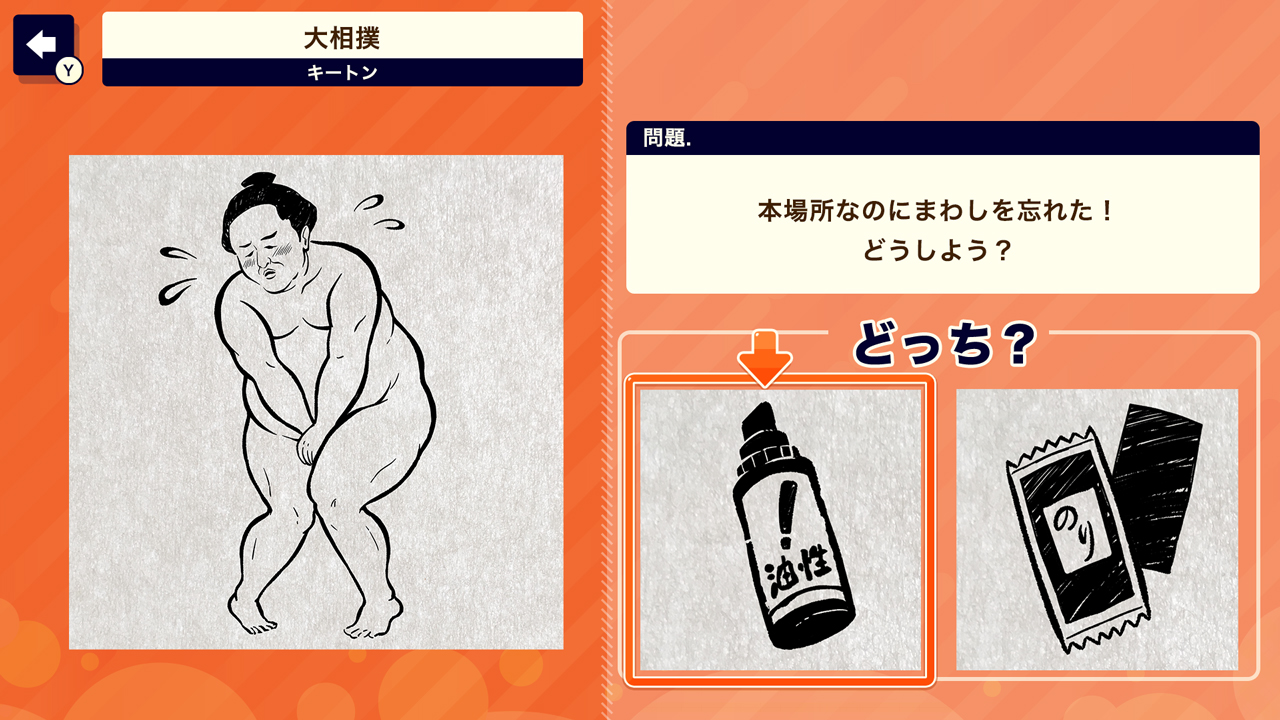 Y
大相撲
キートン
問題.
本場所なのにまわしを忘れた！
どうしよう？
どっち？
！
油性
のり